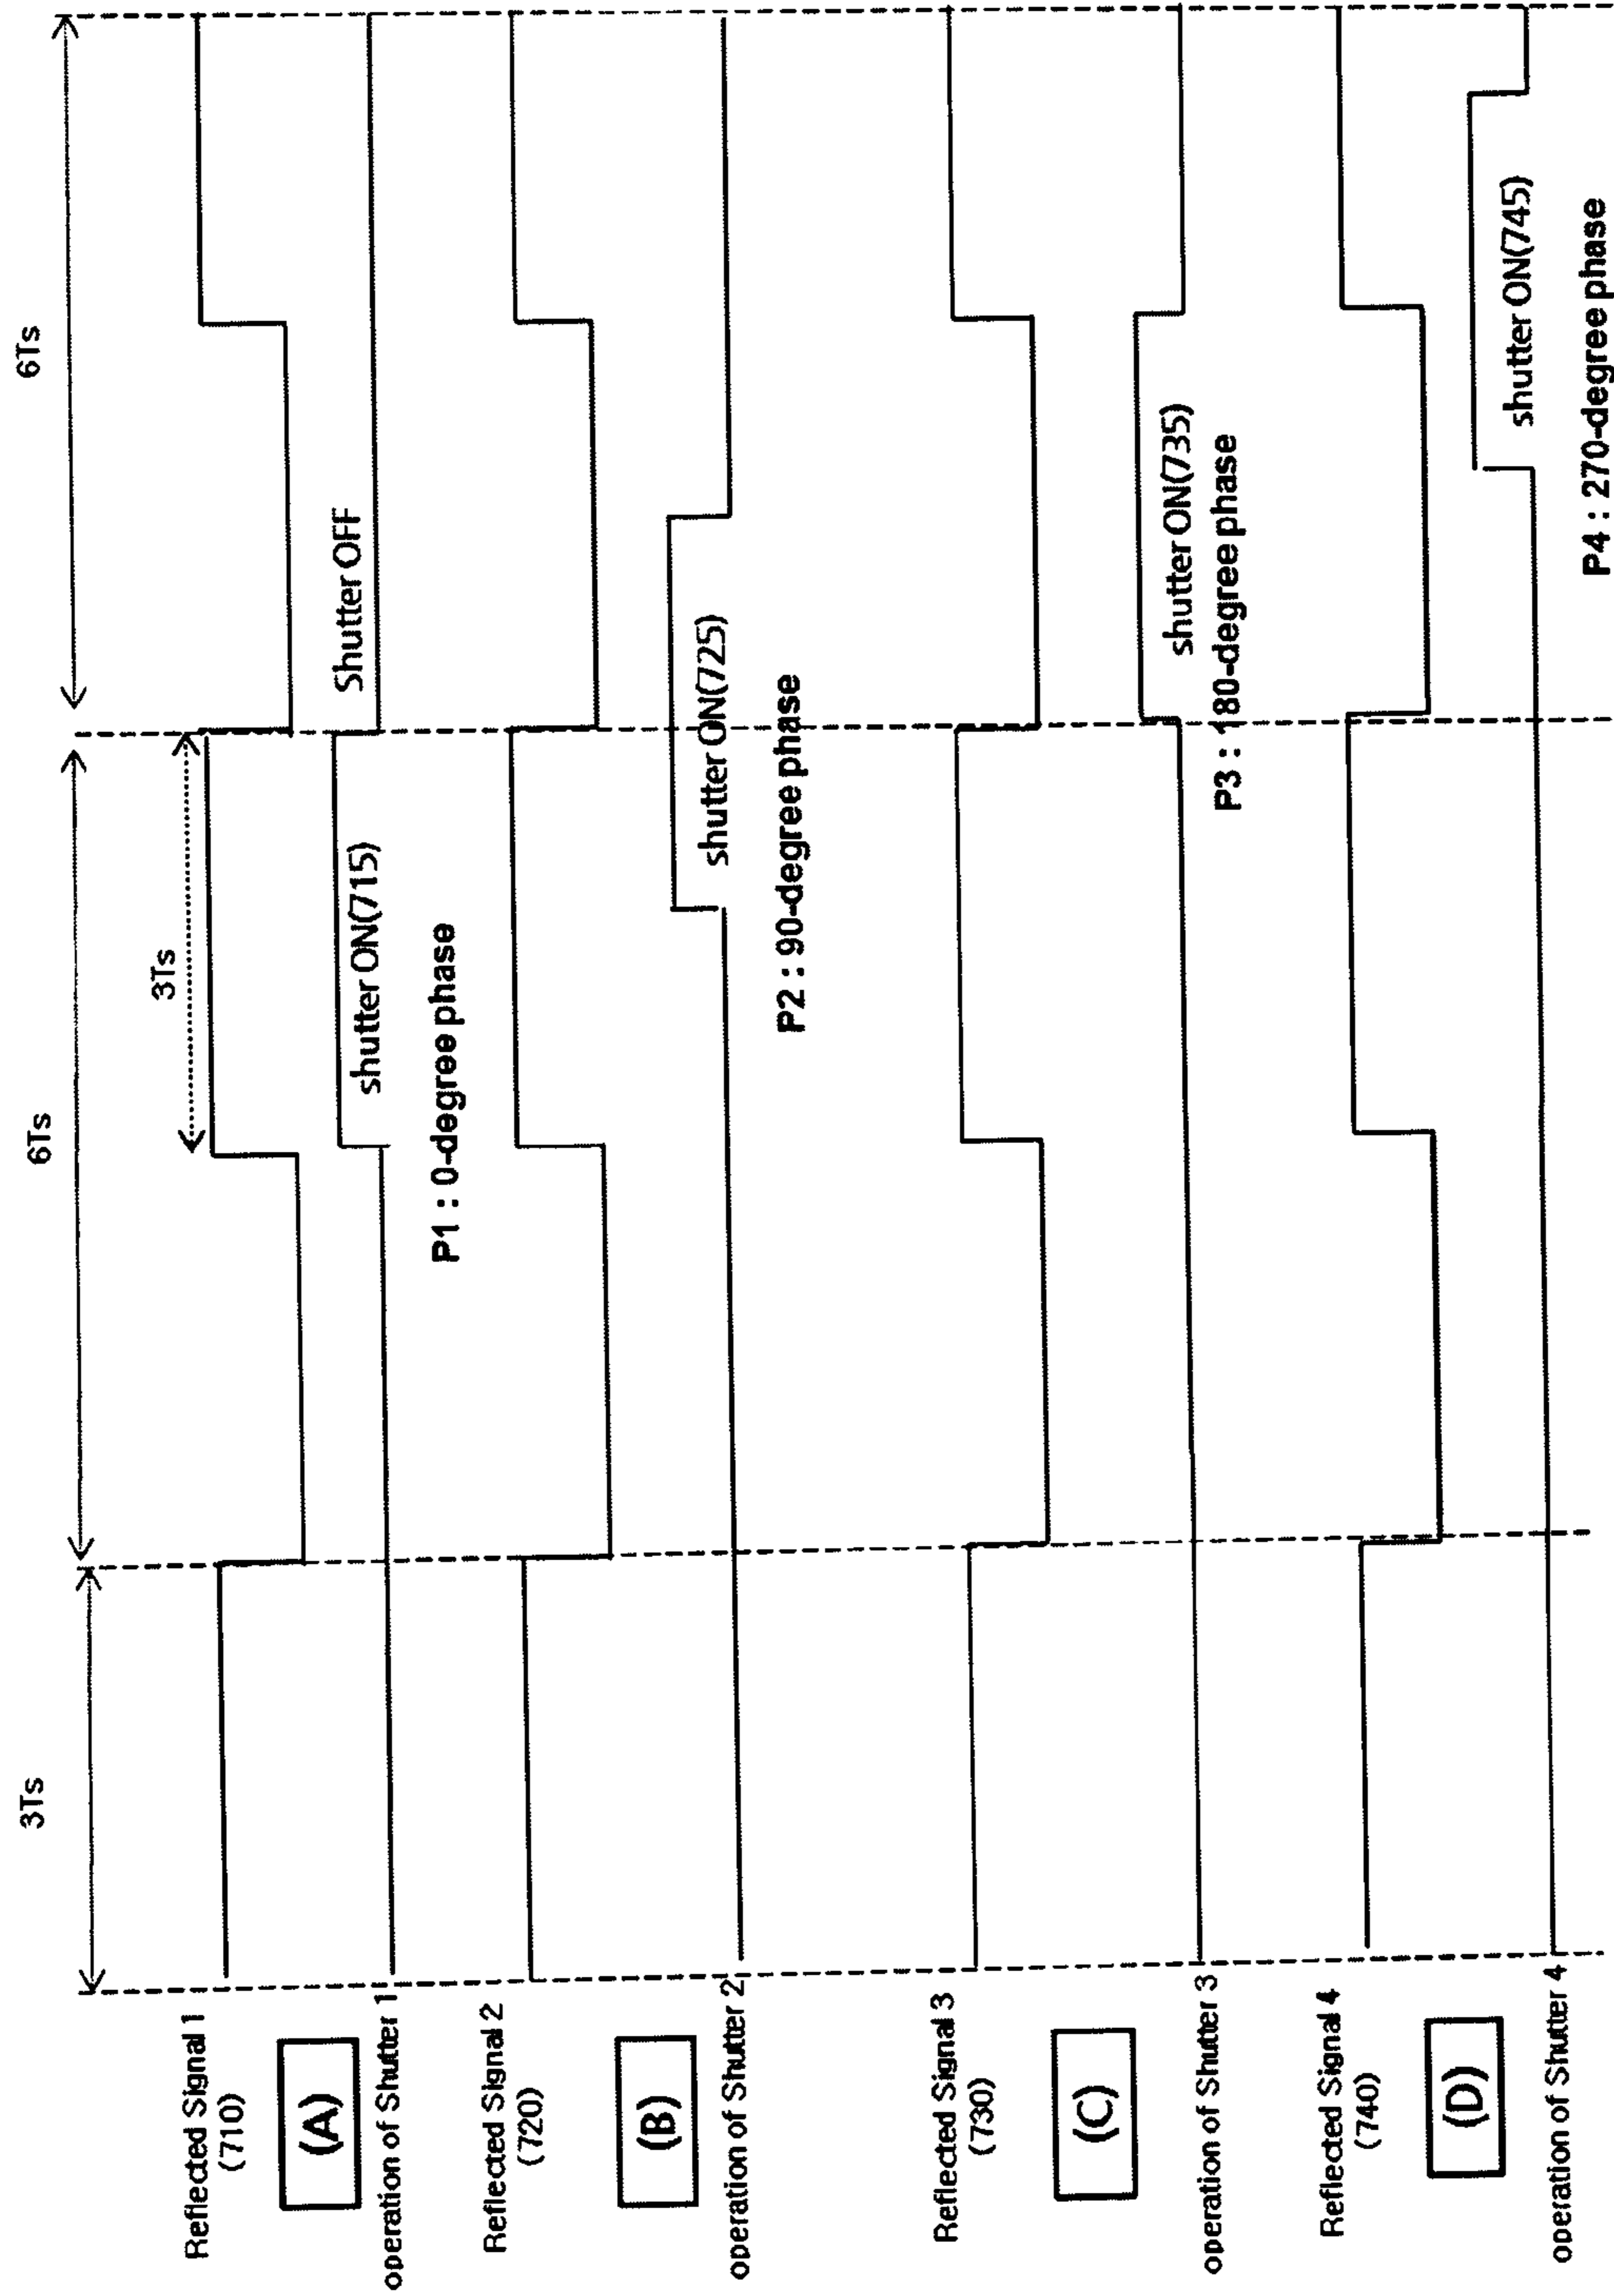 3Ts
6Ts
6Ts
3Ts
Reflected Signal 1
(710)
(A)
operation of Shutter 1
shutter ON(715)
Shutter OFF
P1 : 0-degree phase
Reflected Signal 2
(720)
(B)
operation of Shutter 2
shutter ON(725)
P2 : 90-degree phase
Reflected Signal 3
(730)
(C)
operation of Shutter 3
shutter ON(735)
P3 : 180-degree phase
Reflected Signal 4
(740)
(D)
operation of Shutter 4
shutter ON(745)
P4 : 270-degree phase